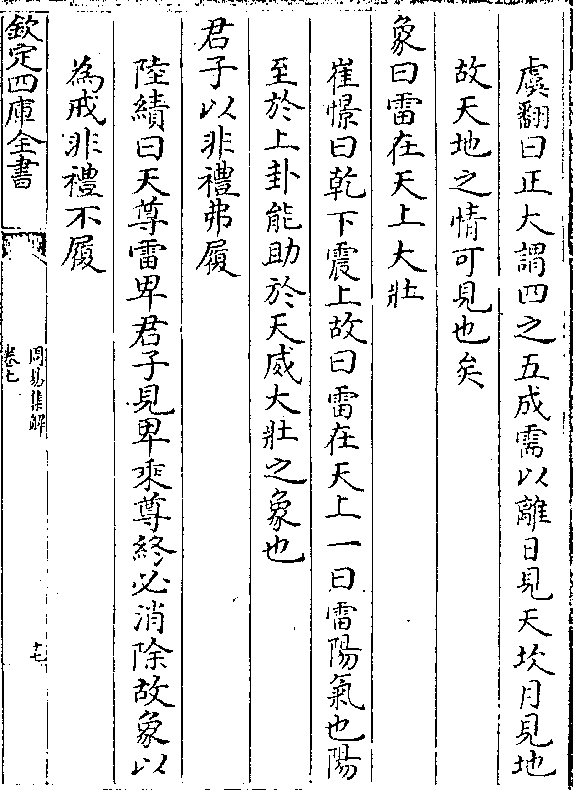 虞翻曰正大謂四之五成需以離日見天坎月見地
故天地之情可見也矣
象曰雷在天上大壯
崔憬曰乾下震上故曰雷在天上一曰雷陽氣也陽
至於上卦能助於天威大壯之象也
君子以非禮弗履
陸績曰天尊雷卑君子見卑乘尊終必消除故象以
為戒非禮不履
欽定四庫全書
周易集解
卷七
十七